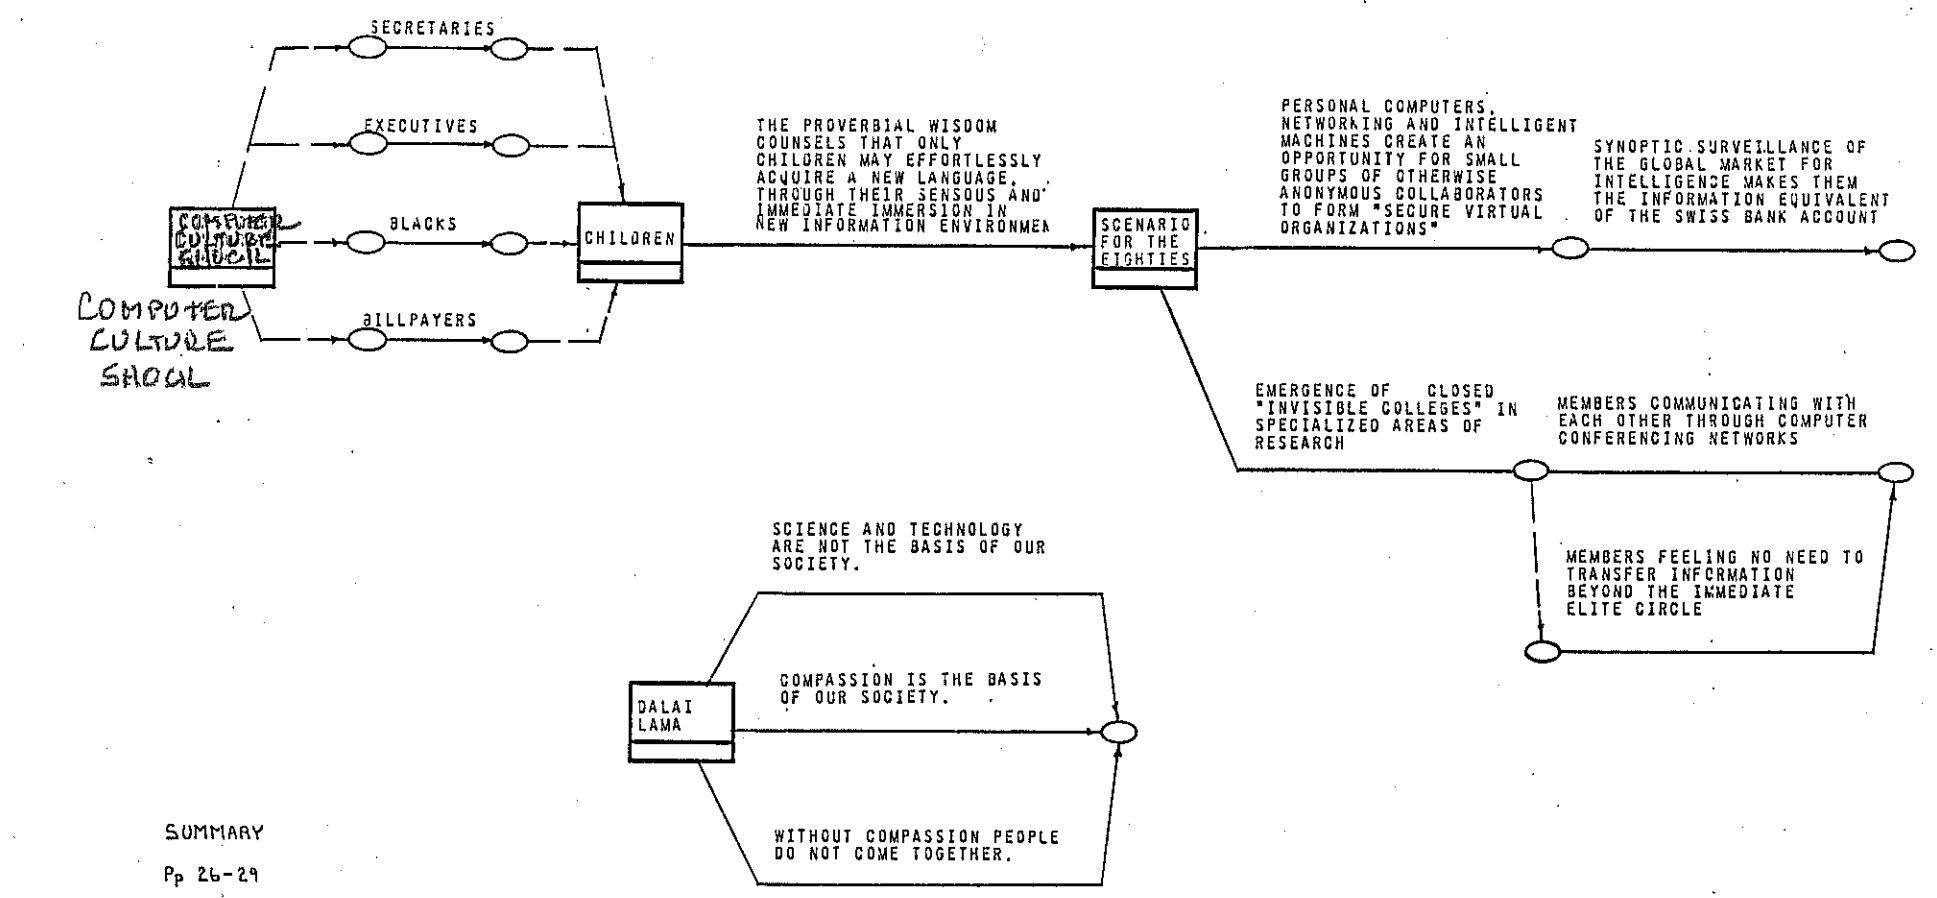 SECRETARIES
EXECUTIVES
BLACKS
BILLPAYERS
COMPUTER
CULTURE
COMPUTER
CULTURE
SHOCK
CHILDREN
THE PROVERBIAL WISDOM
COUNSELS THAT ONLY
CHILDREN MAY EFFORTLESSLY
ACQUIRE A NEW LANGUAGE,
THROUGH THEIR SENSOUS AND
IMMEDIATE IMMERSION IN
NEW INFORMATION ENVIRONMEN
SCENARIO
FOR THE
EIGHTIES
PERSONAL COMPUTERS,
NETWORKING AND INTELLIGENT
MACHINES CREATE AN
OPPORTUNITY FOR SMALL
GROUPS OF OTHERWISE
ANONYMOUS COLLABORATORS
TO FORM "SECURE VIRTUAL
ORGANIZATIONS"
SYNOPTIC SURVEILLANCE OF
THE GLOBAL MARKET FOR
INTELLIGENCE MAKES THEM
THE INFORMATION EQUIVALENT
OF THE SWISS BANK ACCOUNT
EMERGENCE OF CLOSED
"INVISIBLE COLLEGES" IN
SPECIALIZED AREAS OF
RESEARCH
MEMBERS COMMUNICATING WITH
EACH OTHER THROUGH COMPUTER
CONFERENCING NETWORKS
MEMBERS FEELING NO NEED TO
TRANSFER INFORMATION
BEYOND THE IMMEDIATE
ELITE CIRCLE
SCIENCE AND TECHNOLOGY
ARE NOT THE BASIS OF OUR
SOCIETY.
DALAI
LAMA
COMPASSION IS THE BASIS
OF OUR SOCIETY.
WITHOUT COMPASSION PEOPLE
DO NOT COME TOGETHER.
SUMMARY
Pp 26-29